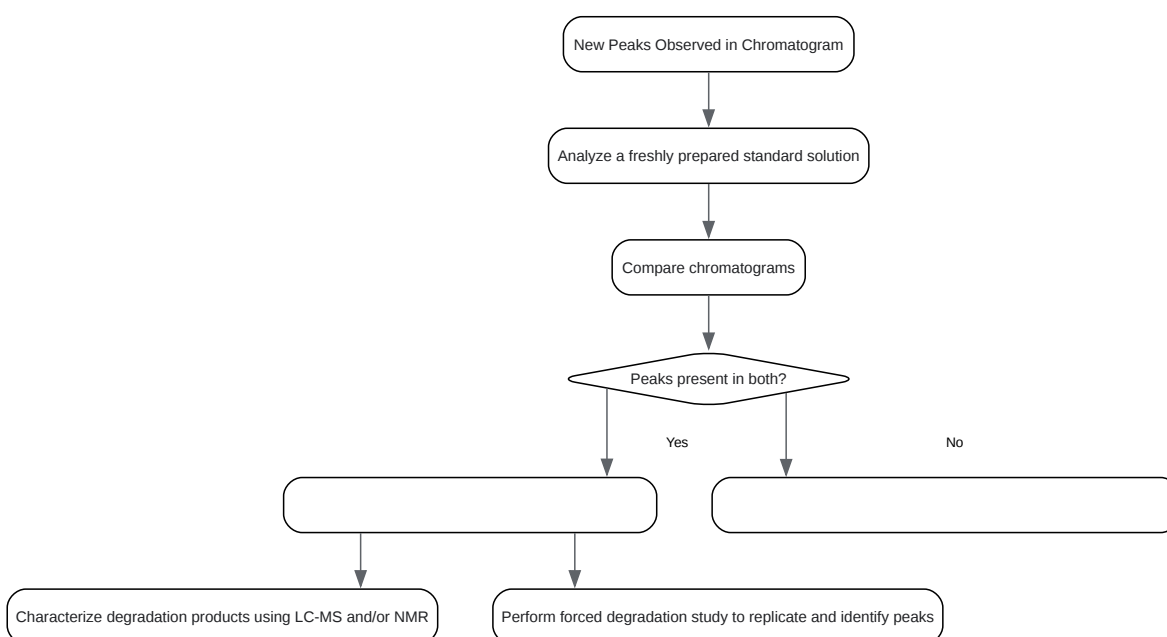 New Peaks Observed in Chromatogram
Analyze a freshly prepared standard solution
Compare chromatograms
Peaks present in both?
Yes
No
Characterize degradation products using LC-MS and/or NMR
Perform forced degradation study to replicate and identify peaks